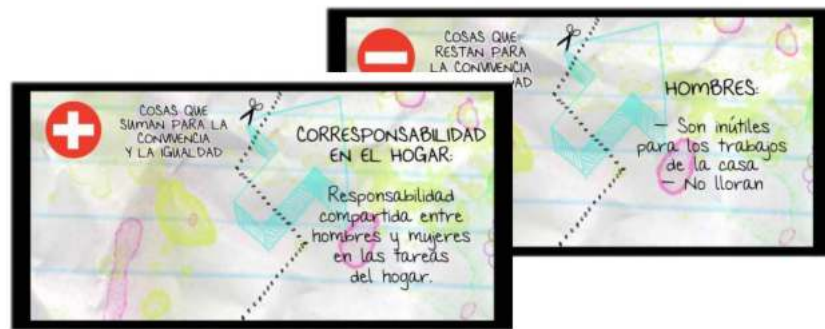 COSAS QUE
SUMAN PARA LA
CONVIVENCIA
Y LA IGUALDAD
CORRESPONSABILIDAD
EN EL HOGAR:
Responsabilidad
compartida entre
hombres y mujeres
en las tareas
del hogar.
COSAS QUE
RESTAN PARA
LA CONVIVENCIA
AD
HOMBRES:
– Son inútiles
para los trabajos
de la casa
– No lloran